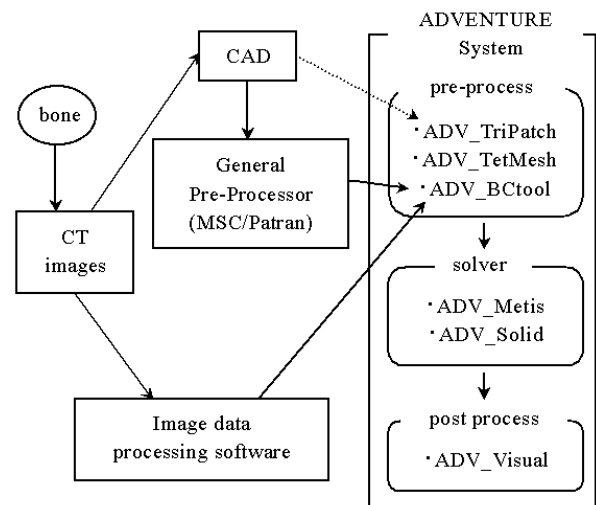 bone
CT
images
CAD
General
Pre-Processor
(MSC/Patran)
Image data
processing software
ADVENTURE
System
pre-process
・ADV_TriPatch
・ADV_TetMesh
・ADV_BCtool
solver
・ADV_Metis
・ADV_Solid
post process
・ADV_Visual